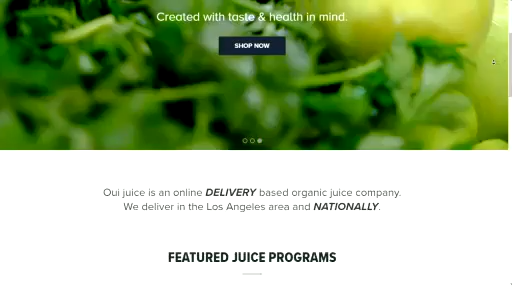 Created with taste & health in mind.
SHOP NOW
Oui juice is an online DELIVERY based organic juice company.
We deliver in the Los Angeles area and NATIONALLY.
FEATURED JUICE PROGRAMS